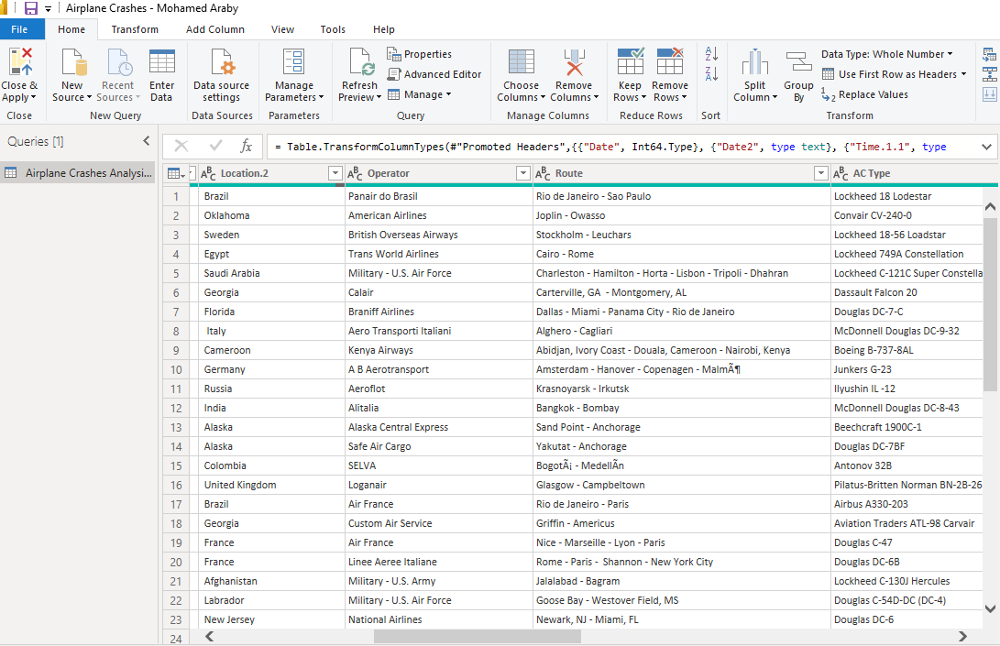 Airplane Crashes - Mohamed Araby
File Home Transform Add Column View Tools Help
Close & Apply
Close
New Source
Recent Sources
Enter Data
New Query
Data source settings
Data Sources
Manage Parameters
Parameters
Refresh Preview
Properties
Advanced Editor
Manage
Query
Choose Columns
Remove Columns
Manage Columns
Keep Rows
Remove Rows
Reduce Rows
Sort
Split Column
Group By
Data Type: Whole Number
Use First Row as Headers
Replace Values
Transform
Queries [1]
Airplane Crashes Analysi...
fx = Table.TransformColumnTypes(#"Promoted Headers",{{"Date", Int64.Type}, {"Date2", type text}, {"Time.1.1", type
ABC Location.2 ABC Operator ABC Route ABC AC Type
1 Brazil Panair do Brasil Rio de Janeiro - Sao Paulo Lockheed 18 Lodestar
2 Oklahoma American Airlines Joplin - Owasso Convair CV-240-0
3 Sweden British Overseas Airways Stockholm - Leuchars Lockheed 18-56 Loadstar
4 Egypt Trans World Airlines Cairo - Rome Lockheed 749A Constellation
5 Saudi Arabia Military - U.S. Air Force Charleston - Hamilton - Horta - Lisbon - Tripoli - Dhahran Lockheed C-121C Super Constella
6 Georgia Calair Carterville, GA - Montgomery, AL Dassault Falcon 20
7 Florida Braniff Airlines Dallas - Miami - Panama City - Rio de Janeiro Douglas DC-7-C
8 Italy Aero Transporti Italiani Alghero - Cagliari McDonnell Douglas DC-9-32
9 Cameroon Kenya Airways Abidjan, Ivory Coast - Douala, Cameroon - Nairobi, Kenya Boeing B-737-8AL
10 Germany A B Aerotransport Amsterdam - Hanover - Copenagen - MalmÃ¶ Junkers G-23
11 Russia Aeroflot Krasnoyarsk - Irkutsk Ilyushin IL -12
12 India Alitalia Bangkok - Bombay McDonnell Douglas DC-8-43
13 Alaska Alaska Central Express Sand Point - Anchorage Beechcraft 1900C-1
14 Alaska Safe Air Cargo Yakutat - Anchorage Douglas DC-7BF
15 Colombia SELVA BogotÃ¡ - MedellÃn Antonov 32B
16 United Kingdom Loganair Glasgow - Campbeltown Pilatus-Britten Norman BN-2B-26
17 Brazil Air France Rio de Janeiro - Paris Airbus A330-203
18 Georgia Custom Air Service Griffin - Americus Aviation Traders ATL-98 Carvair
19 France Air France Nice - Marseille - Lyon - Paris Douglas C-47
20 France Linee Aeree Italiane Rome - Paris - Shannon - New York City Douglas DC-6B
21 Afghanistan Military - U.S. Army Jalalabad - Bagram Lockheed C-130J Hercules
22 Labrador Military - U.S. Air Force Goose Bay - Westover Field, MS Douglas C-54D-DC (DC-4)
23 New Jersey National Airlines Newark, NJ - Miami, FL Douglas DC-6
24